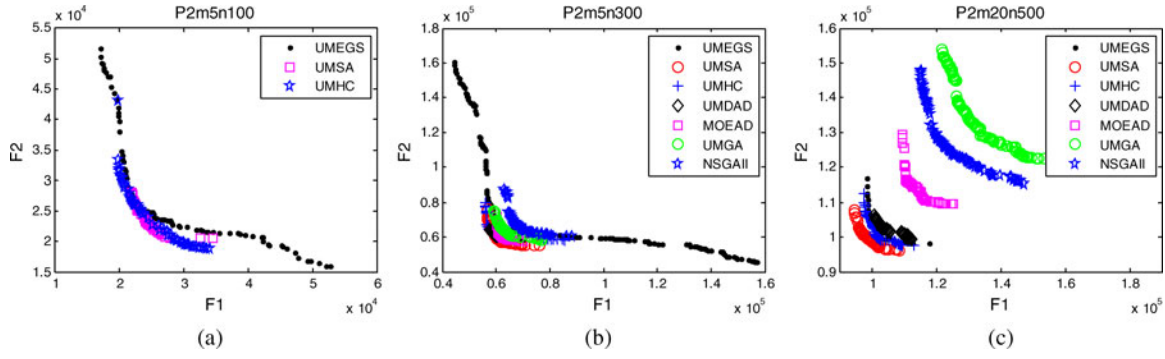 P2m5n100
x 10^4
5.5
5
4.5
4
3.5
3
2.5
2
1.5
F2
UMEGS
UMSA
UMHC
1 2 3 4 5 6
x 10^4
F1
(a)
P2m5n300
x 10^5
1.8
1.6
1.4
1.2
1
0.8
0.6
0.4
F2
UMEGS
UMSA
UMHC
UMDAD
MOEAD
UMGA
NSGAII
0.4 0.6 0.8 1 1.2 1.4 1.6
x 10^5
F1
(b)
P2m20n500
x 10^5
1.6
1.5
1.4
1.3
1.2
1.1
1
0.9
F2
UMEGS
UMSA
UMHC
UMDAD
MOEAD
UMGA
NSGAII
1 1.2 1.4 1.6 1.8
x 10^5
F1
(c)